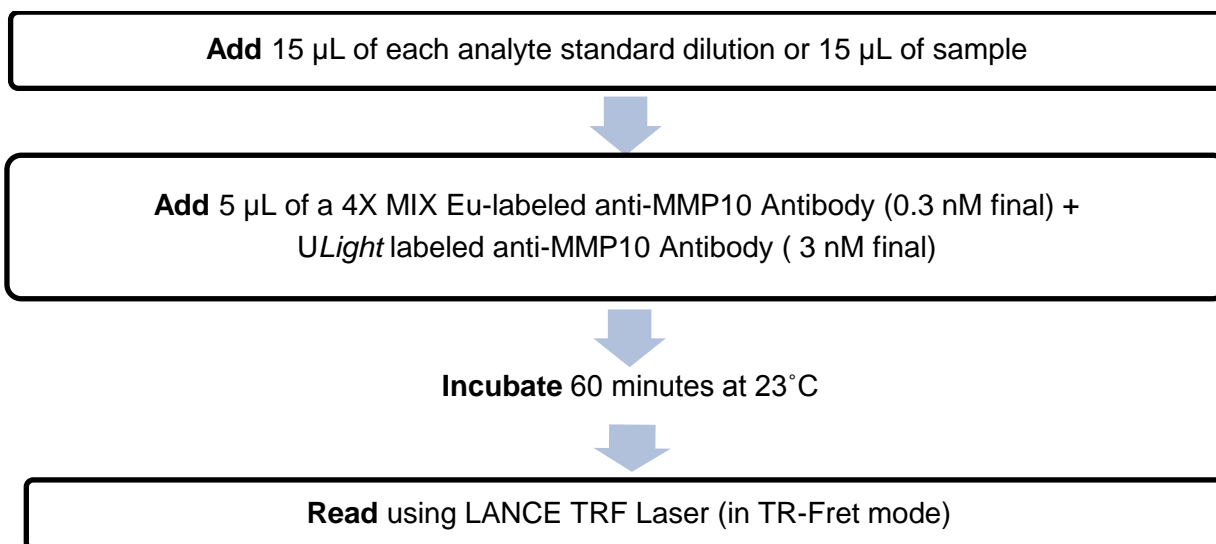 Add 15 µL of each analyte standard dilution or 15 µL of sample
Add 5 µL of a 4X MIX Eu-labeled anti-MMP10 Antibody (0.3 nM final) +
ULight labeled anti-MMP10 Antibody ( 3 nM final)
Incubate 60 minutes at 23˚C
Read using LANCE TRF Laser (in TR-Fret mode)